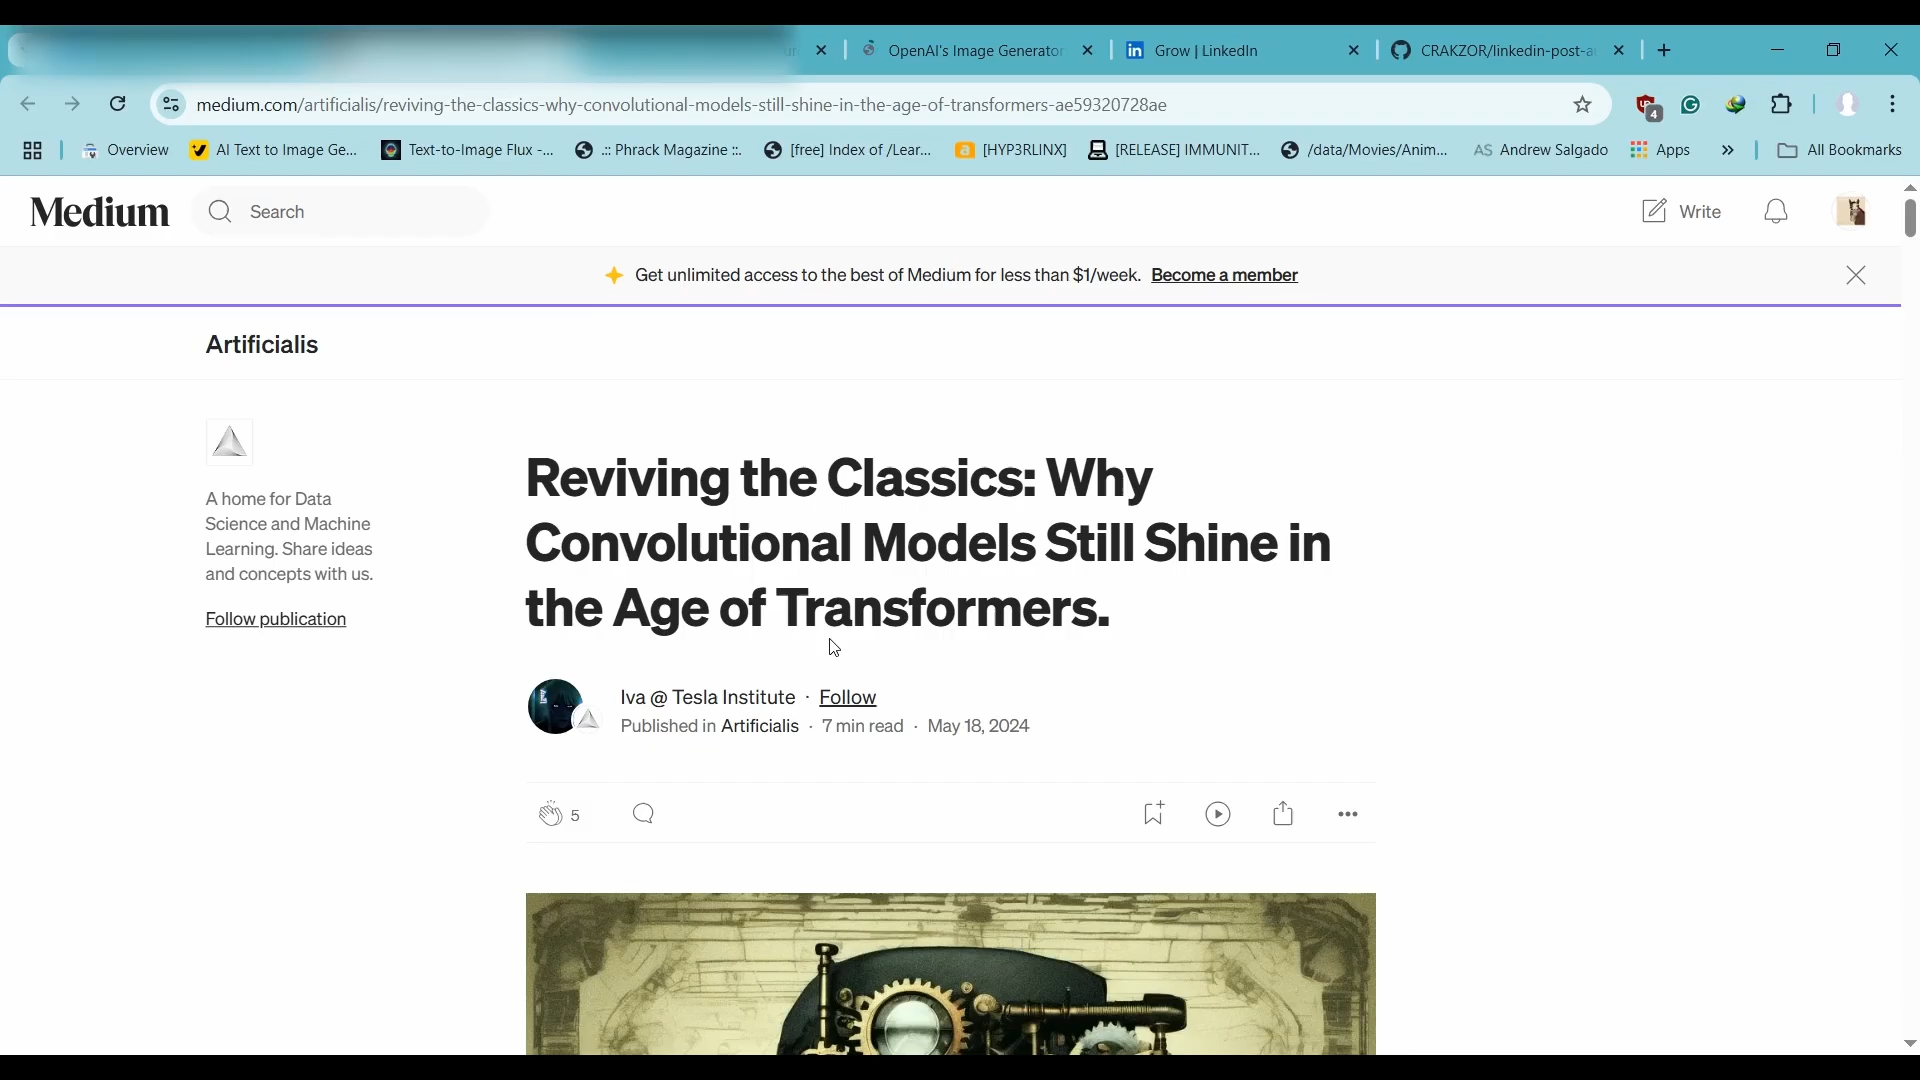 OpenAI's Image Generator
Grow | LinkedIn
CRAKZOR/linkedin-post-a
medium.com/artificialis/reviving-the-classics-why-convolutional-models-still-shine-in-the-age-of-transformers-ae59320728ae
4
Overview
AI Text to Image Ge...
Text-to-Image Flux -...
.:: Phrack Magazine ::.
[free] Index of /Lear...
[HYP3RLINX]
[RELEASE] IMMUNIT...
/data/Movies/Anim...
AS Andrew Salgado
Apps
»
All Bookmarks
Medium
Search
Write
Get unlimited access to the best of Medium for less than $1/week. Become a member
Artificialis
A home for Data
Science and Machine
Learning. Share ideas
and concepts with us.
Follow publication
Reviving the Classics: Why
Convolutional Models Still Shine in
the Age of Transformers.
Iva @ Tesla Institute · Follow
Published in Artificialis · 7 min read · May 18, 2024
5